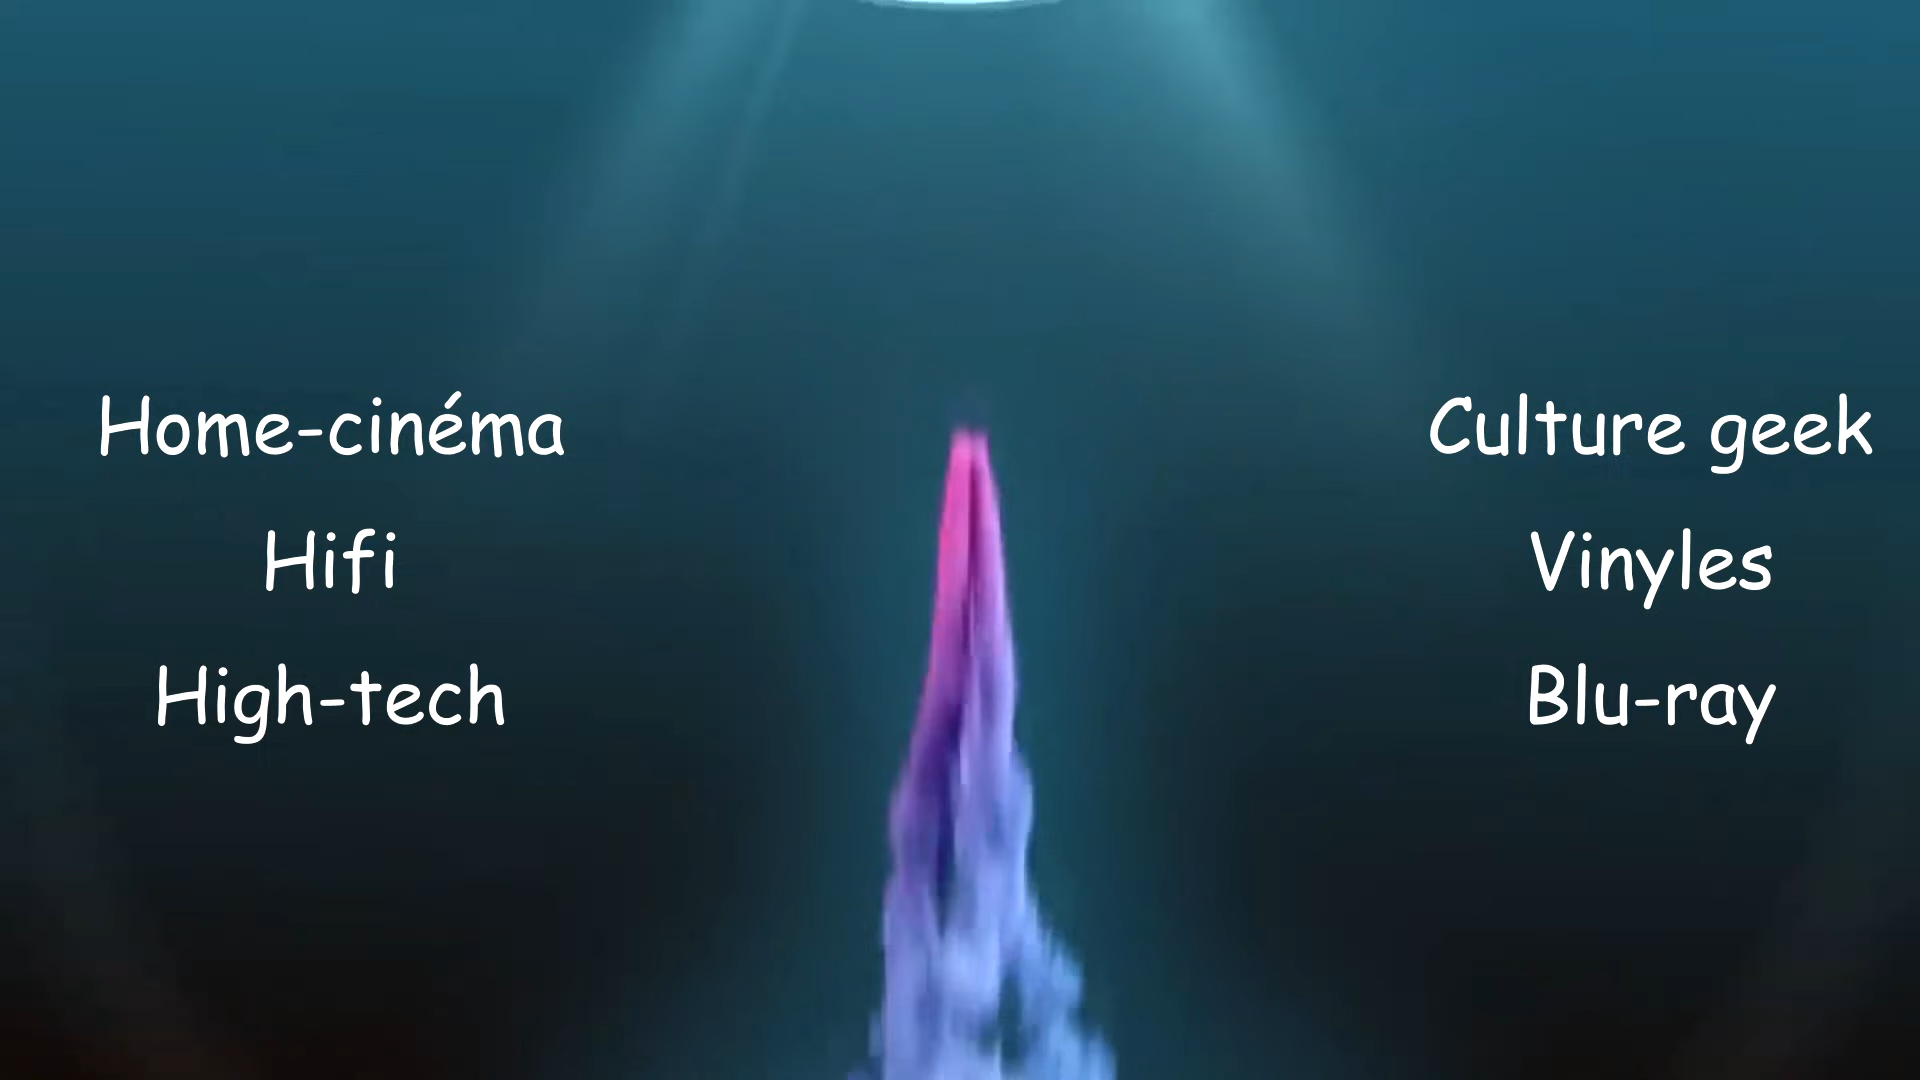 Home-cinéma
Hifi
High-tech
Culture geek
Vinyles
Blu-ray